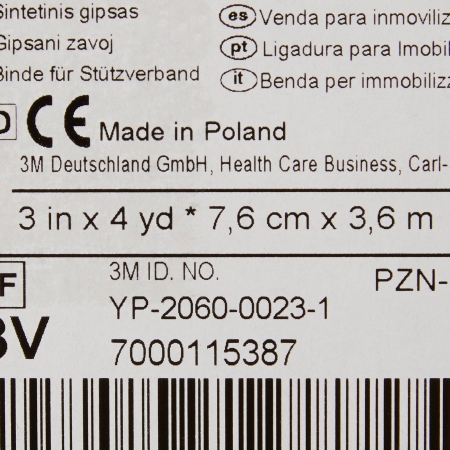 Sintetinis gipsas
es Venda para inmoviliz
Gipsani zavoj
pt Ligadura para Imobil
Binde für Stützverband
it Benda per immobilizz
CE Made in Poland
3M Deutschland GmbH, Health Care Business, Carl-
3 in x 4 yd * 7,6 cm x 3,6 m
3M ID. NO.
PZN-
F
YP-2060-0023-1
3V
7000115387